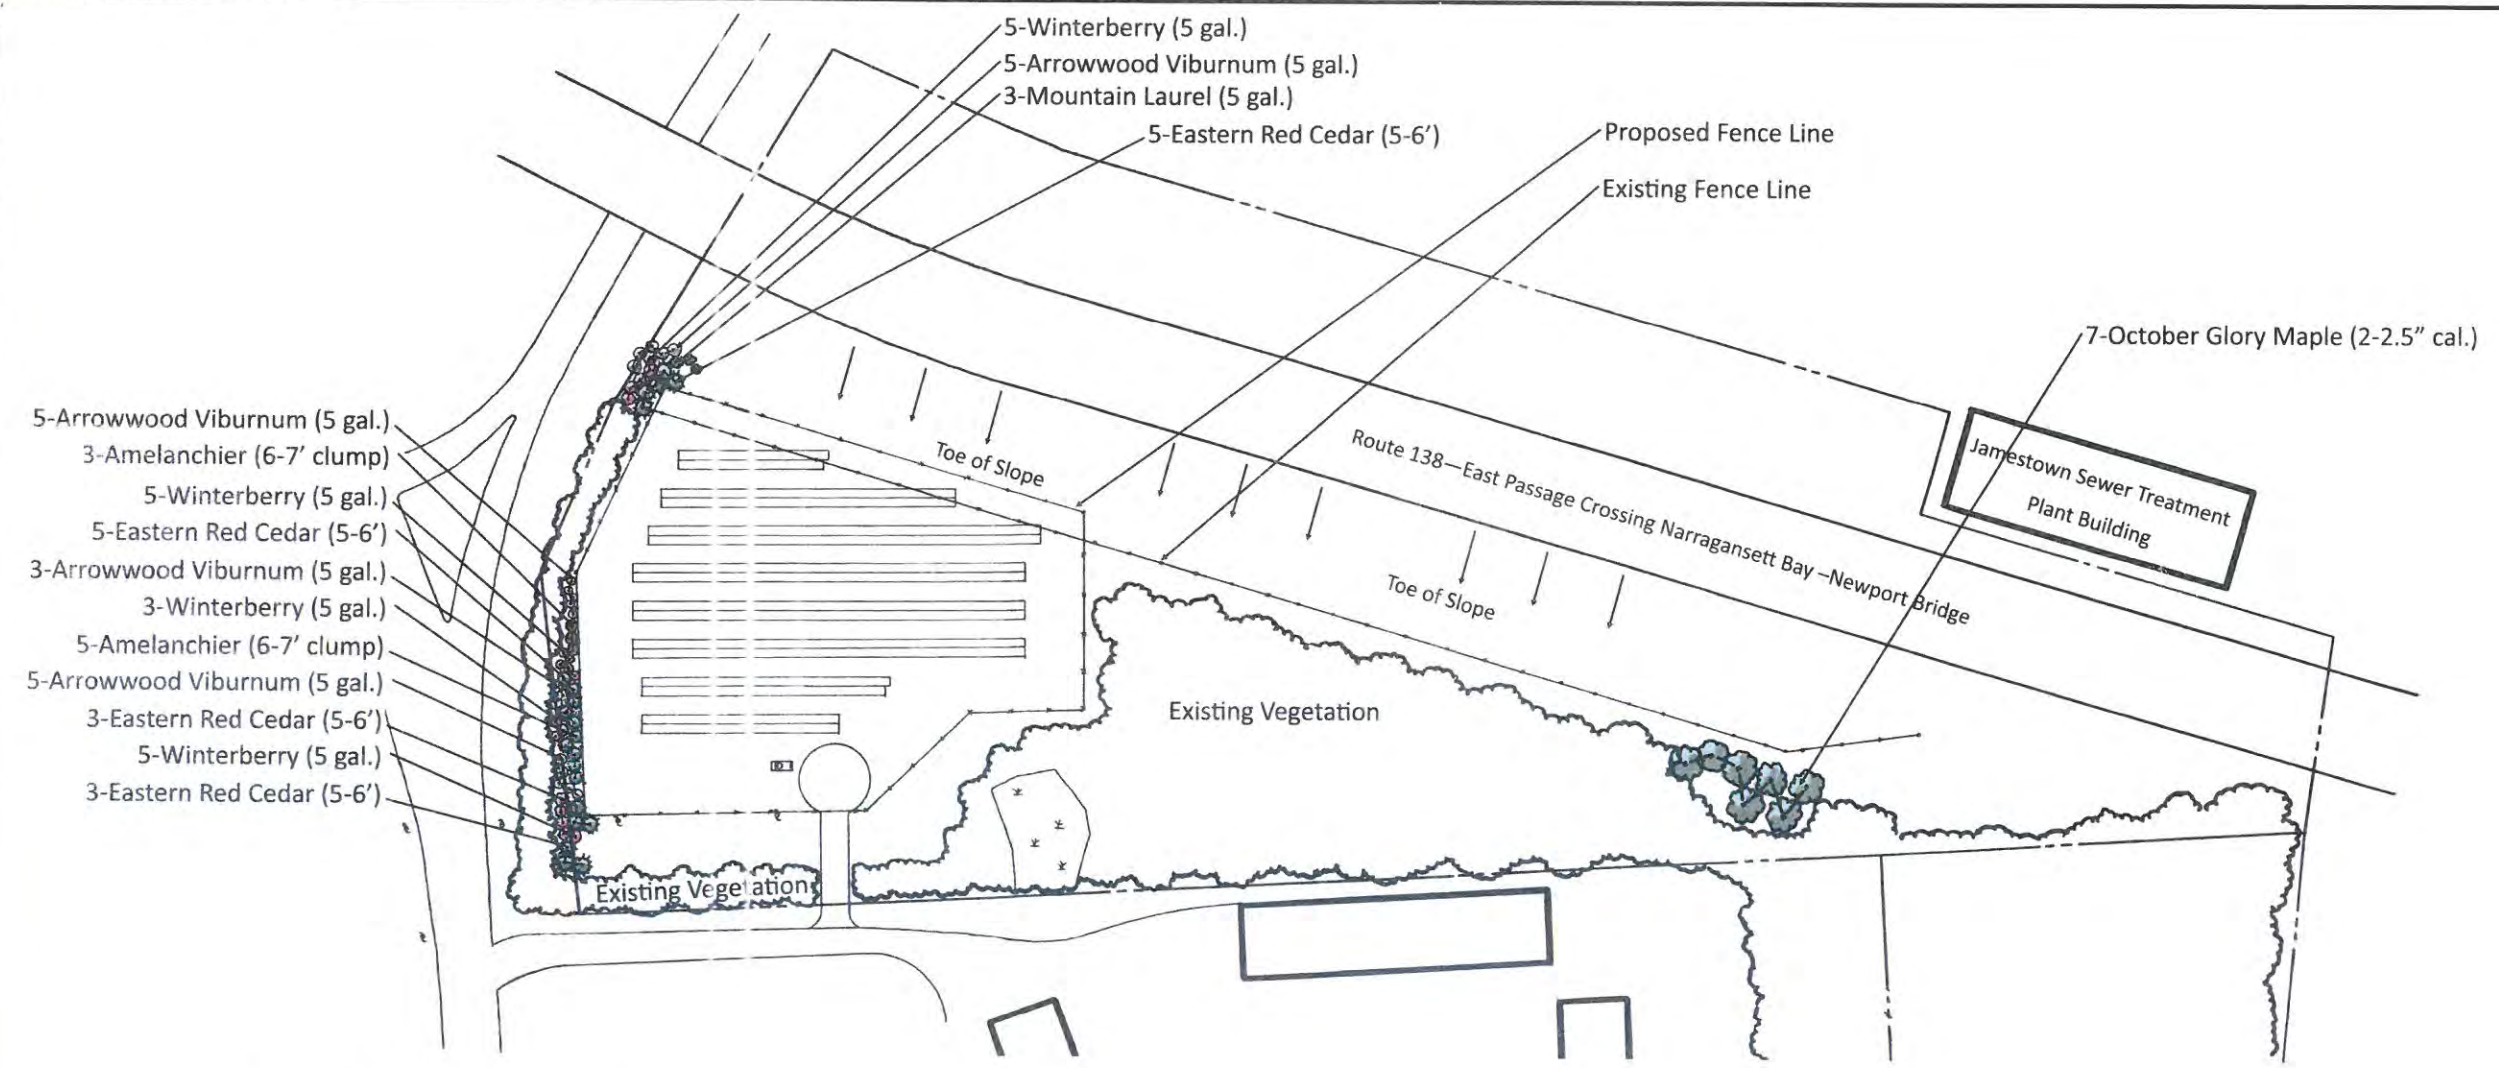 5-Winterberry (5 gal.)
5-Arrowwood Viburnum (5 gal.)
3-Mountain Laurel (5 gal.)
5-Eastern Red Cedar (5-6')
Proposed Fence Line
Existing Fence Line
7-October Glory Maple (2-2.5" cal.)
5-Arrowwood Viburnum (5 gal.)
3-Amelanchier (6-7' clump)
5-Winterberry (5 gal.)
5-Eastern Red Cedar (5-6')
3-Arrowwood Viburnum (5 gal.)
3-Winterberry (5 gal.)
5-Amelanchier (6-7' clump)
5-Arrowwood Viburnum (5 gal.)
3-Eastern Red Cedar (5-6')
5-Winterberry (5 gal.)
3-Eastern Red Cedar (5-6')
Toe of Slope
Route 138—East Passage Crossing Narragansett Bay –Newport Bridge
Jamestown Sewer Treatment
Plant Building
Toe of Slope
Existing Vegetation
Existing Vegetation